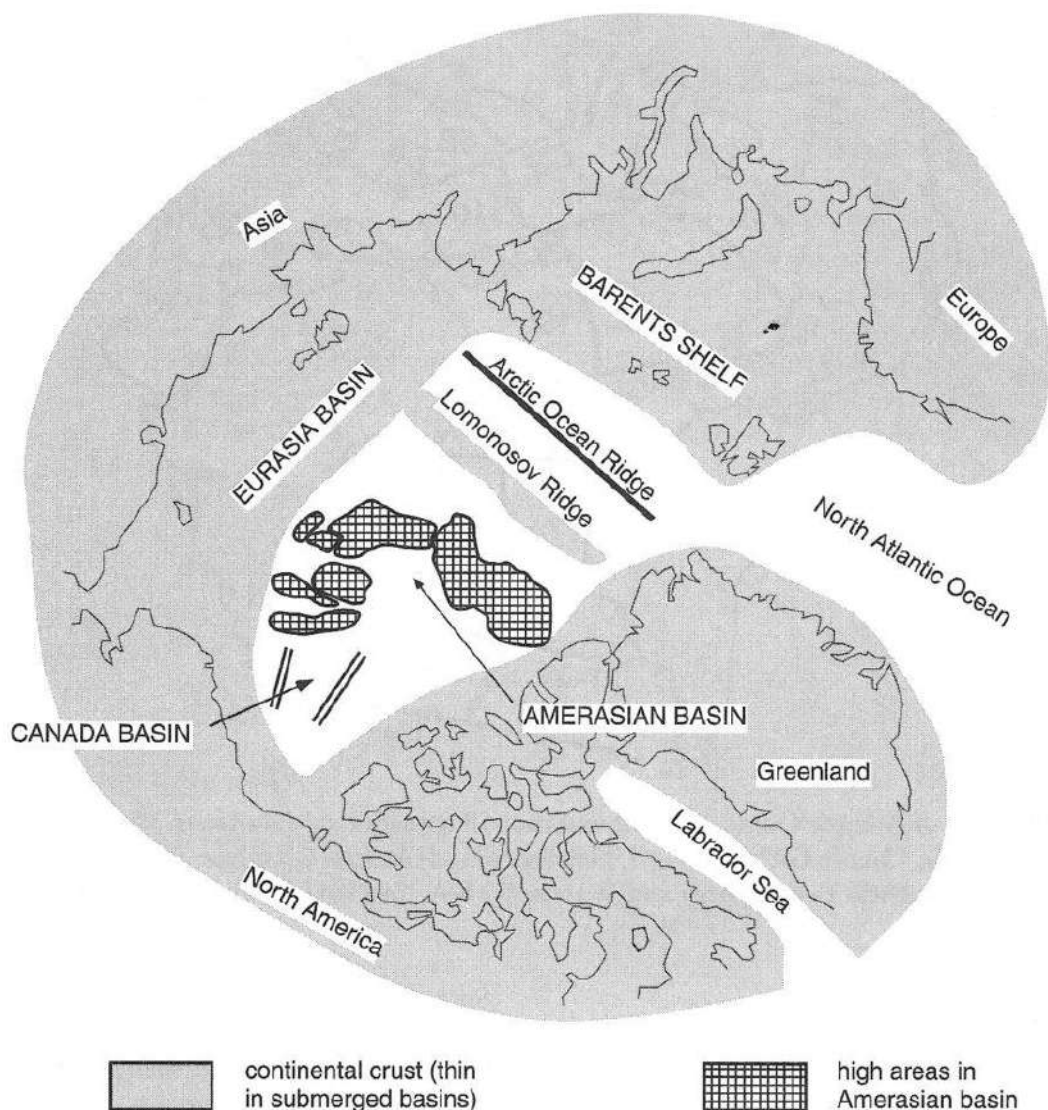 Asia
Europe
BARENTS SHELF
Arctic Ocean Ridge
EURASIA BASIN
Lomonosov Ridge
North Atlantic Ocean
CANADA BASIN
AMERASIAN BASIN
Greenland
Labrador Sea
North America
continental crust (thin
in submerged basins)
high areas in
Amerasian basin